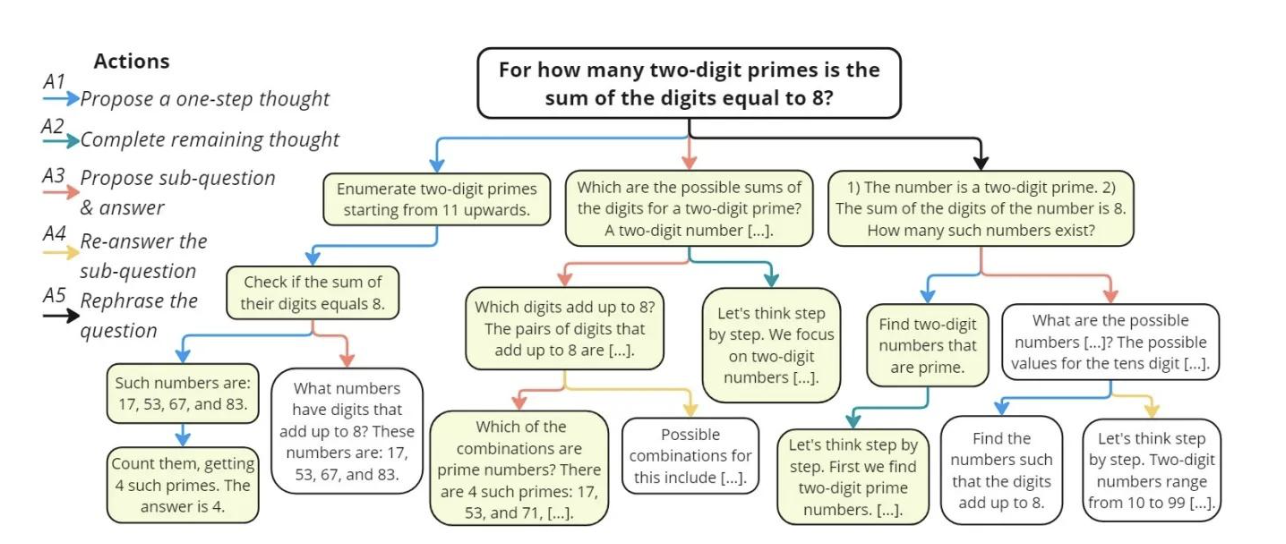 Actions
A1
Propose a one-step thought
A2
Complete remaining thought
A3
Propose sub-question
& answer
A4
Re-answer the
sub-question
A5
Rephrase the
question
For how many two-digit primes is the
sum of the digits equal to 8?
Enumerate two-digit primes
starting from 11 upwards.
Which are the possible sums of
the digits for a two-digit prime?
A two-digit number [...].
1) The number is a two-digit prime. 2)
The sum of the digits of the number is 8.
How many such numbers exist?
Check if the sum of
their digits equals 8.
Which digits add up to 8?
The pairs of digits that
add up to 8 are [...].
Let's think step
by step. We focus
on two-digit
numbers [...].
Find two-digit
numbers that
are prime.
What are the possible
numbers [...]? The possible
values for the tens digit [...].
Such numbers are:
17, 53, 67, and 83.
What numbers
have digits that
add up to 8? These
numbers are: 17,
53, 67, and 83.
Which of the
combinations are
prime numbers? There
are 4 such primes: 17,
53, and 71, [...].
Possible
combinations for
this include [...].
Let's think step by
step. First we find
two-digit prime
numbers. [...].
Find the
numbers such
that the digits
add up to 8.
Let's think step
by step. Two-digit
numbers range
from 10 to 99 [...].
Count them, getting
4 such primes. The
answer is 4.